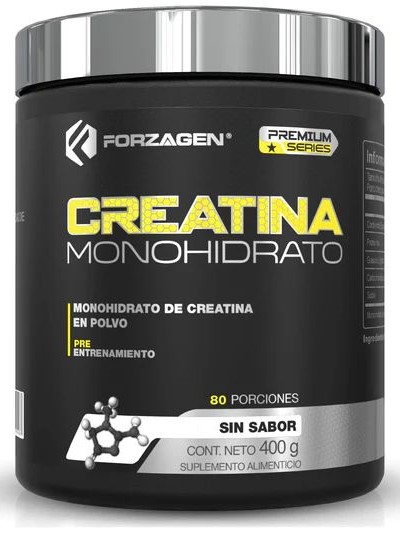 FORZAGEN®
PREMIUM
SERIES
CREATINA
MONOHIDRATO
MONOHIDRATO DE CREATINA
EN POLVO
PRE
ENTRENAMIENTO
80 PORCIONES
SIN SABOR
CONT. NETO 400 g
SUPLEMENTO ALIMENTICIO